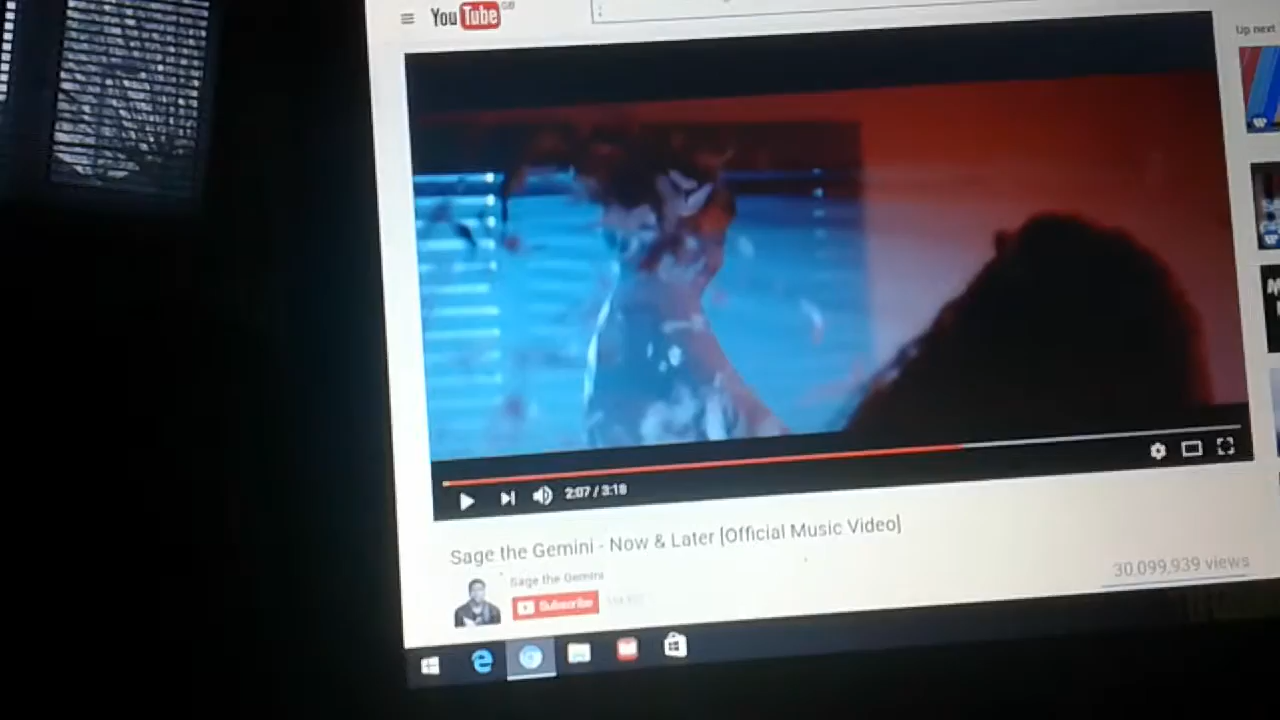 YouTube GB
Up next
2:07 / 3:18
Sage the Gemini - Now & Later [Official Music Video]
Sage the Gemini
Subscribe
30,099,939 views